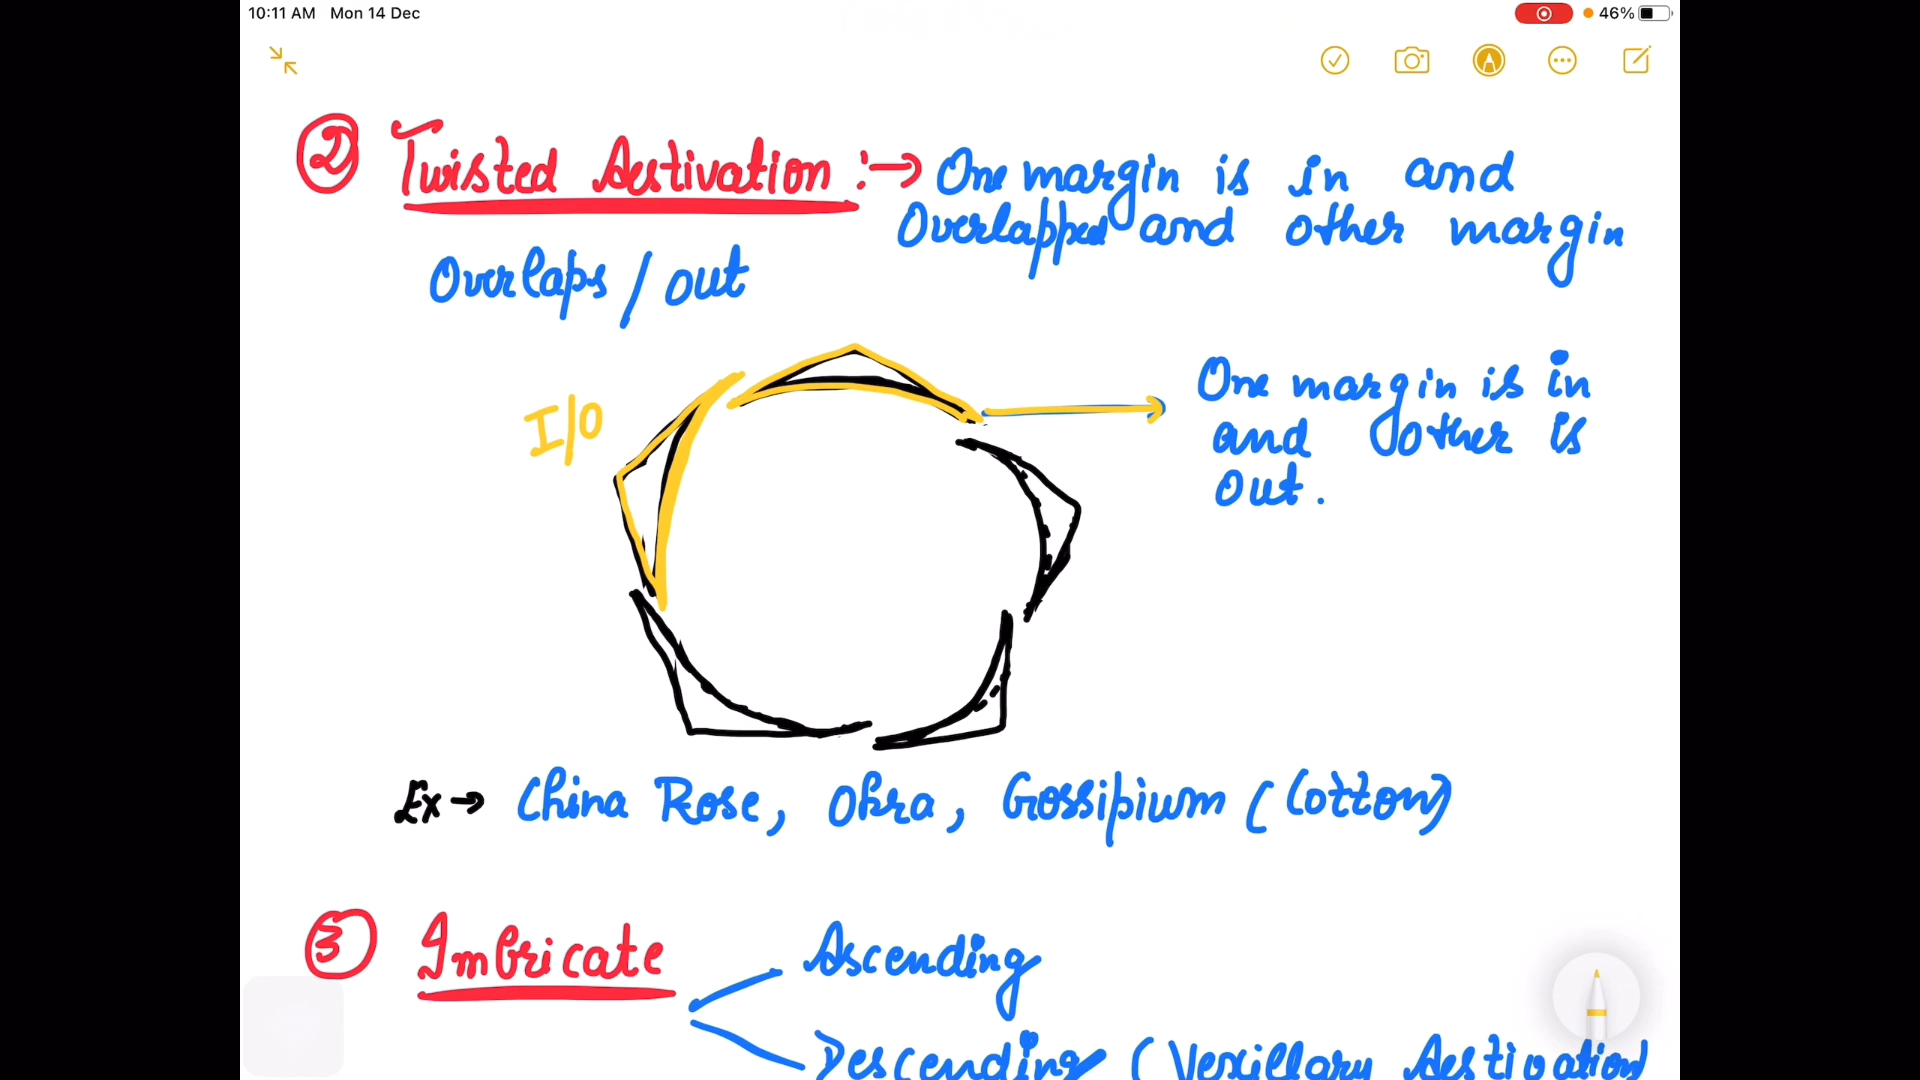 10:11 AM Mon 14 Dec
46%
② Twisted Aestivation :→ One margin is in and
Overlapped and other margin
Overlaps / out
I/O
One margin is in
and other is
out.
Ex → China Rose, Okra, Gossipium (Cotton)
③ Imbricate
Ascending
Descending (Vexillary Aestivation)